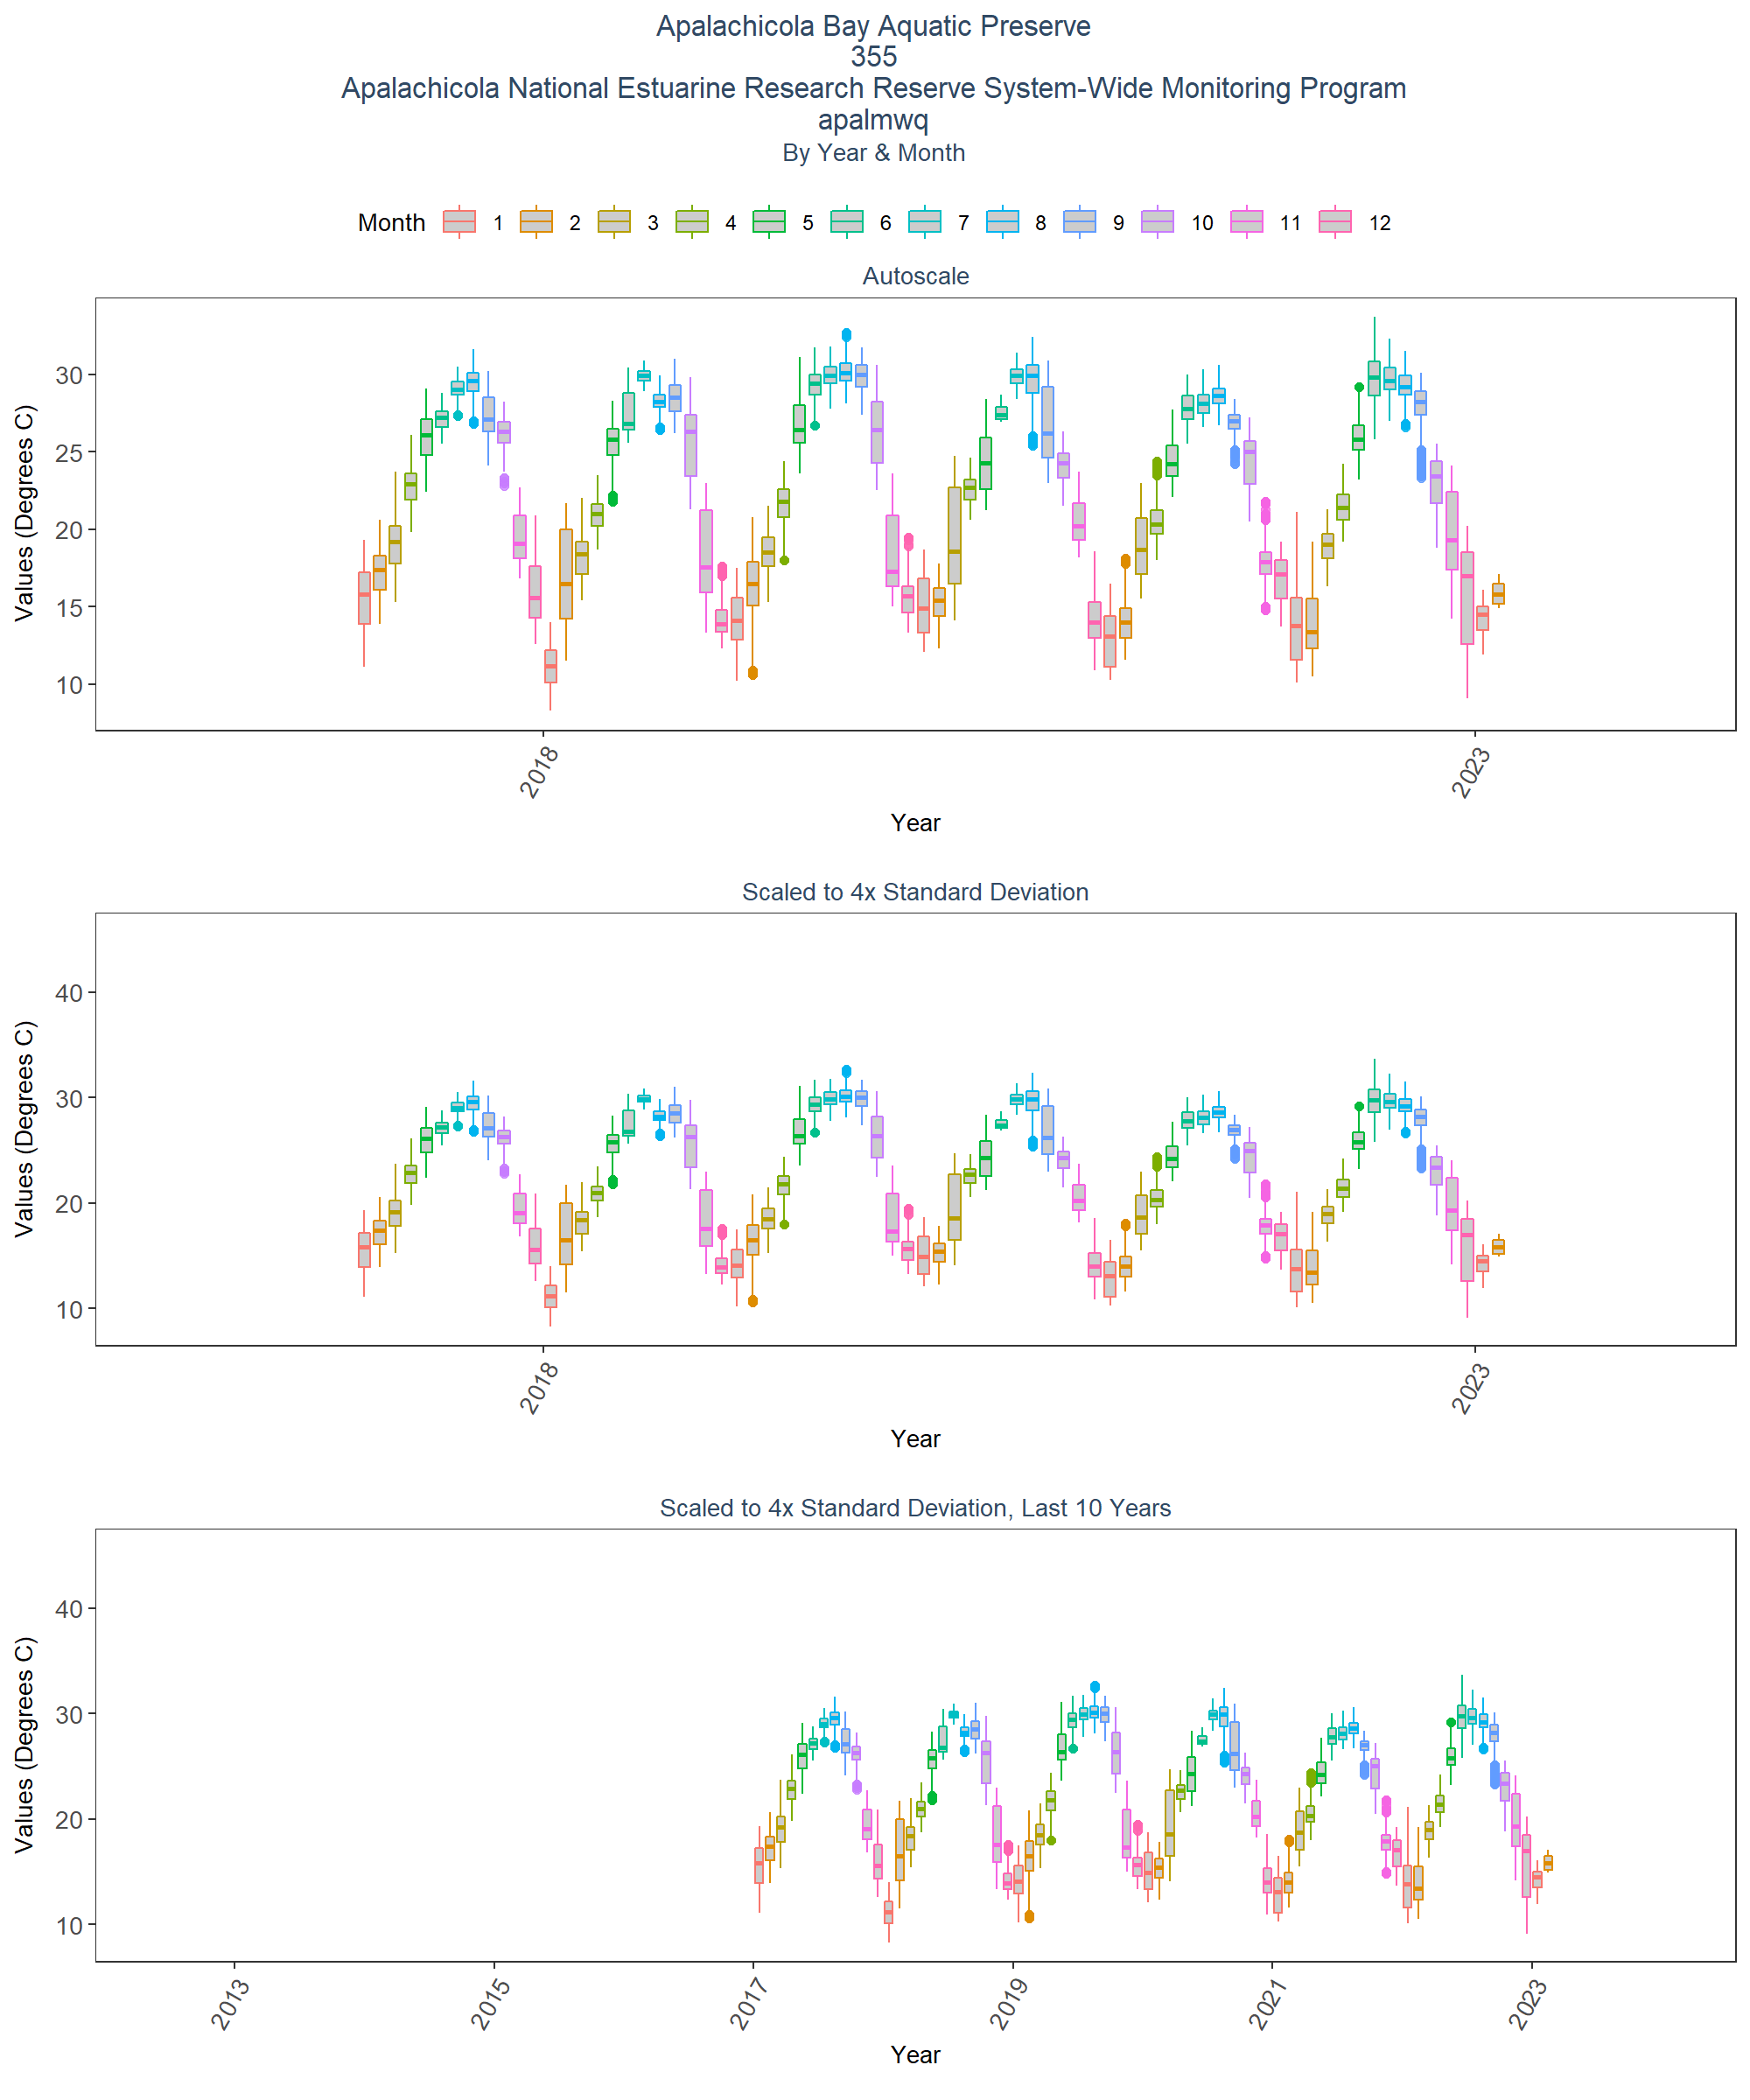 Apalachicola Bay Aquatic Preserve
355
Apalachicola National Estuarine Research Reserve System-Wide Monitoring Program
apalmwq
By Year & Month
Month 1 2 3 4 5 6 7 8 9 10 11 12
Autoscale
Values (Degrees C)
30
25
20
15
10
2018 2023
Year
Scaled to 4x Standard Deviation
Values (Degrees C)
40
30
20
10
2018 2023
Year
Scaled to 4x Standard Deviation, Last 10 Years
Values (Degrees C)
40
30
20
10
2013 2015 2017 2019 2021 2023
Year